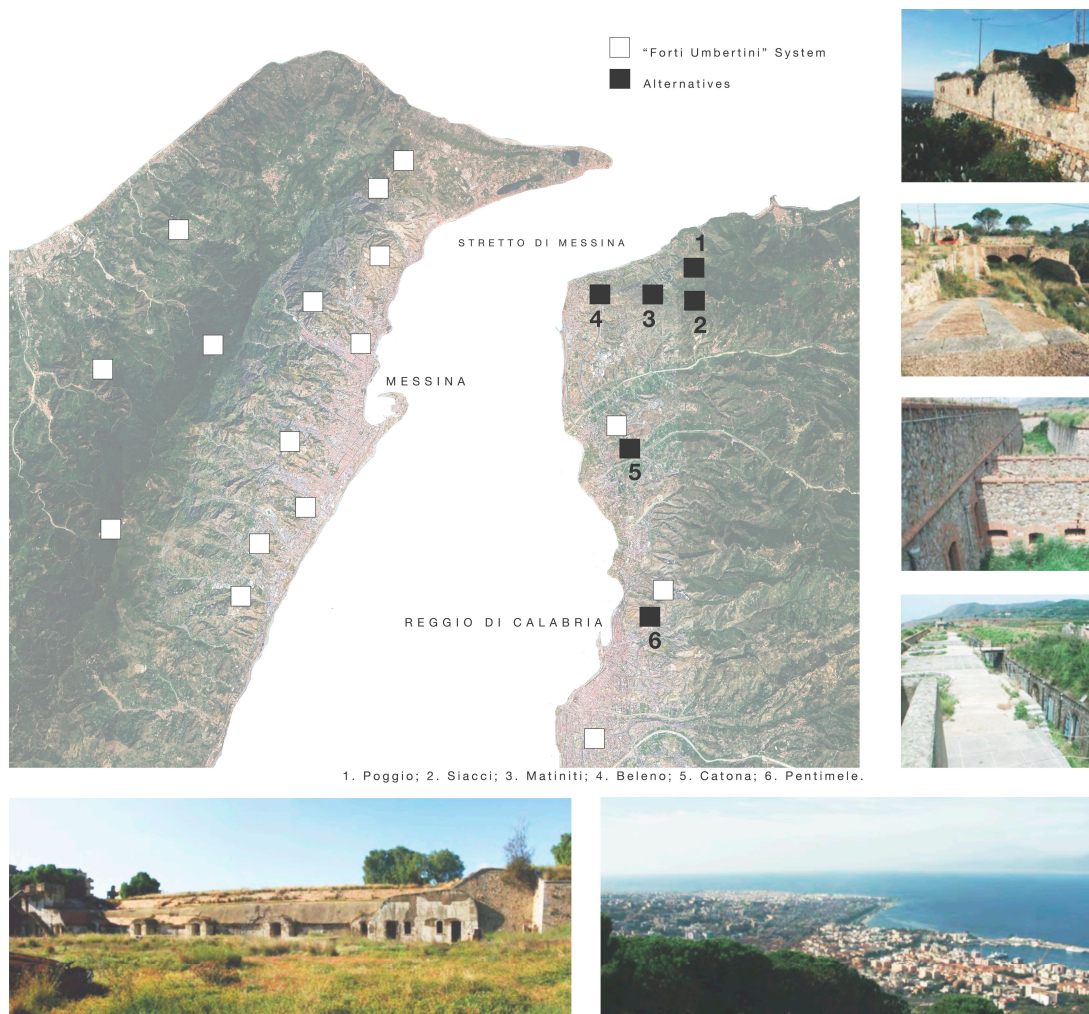 “Forti Umbertini” System
Alternatives
STRETTO DI MESSINA
1
4
3
2
MESSINA
5
REGGIO DI CALABRIA
6
1. Poggio; 2. Siacci; 3. Matiniti; 4. Beleno; 5. Catona; 6. Pentimele.